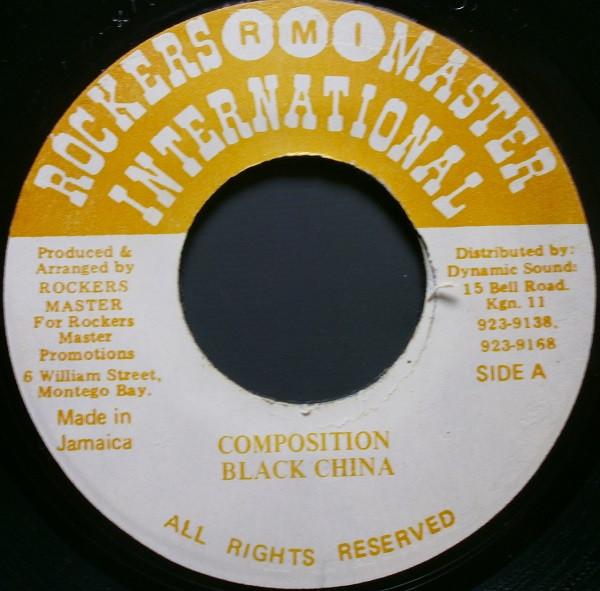 ROCKERS RMI MASTER
INTERNATIONAL
Produced &
Arranged by
ROCKERS
MASTER
For Rockers
Master
Promotions
6 William Street,
Montego Bay.
Made in
Jamaica
Distributed by:
Dynamic Sound:
15 Bell Road.
Kgn. 11
923-9138,
923-9168
SIDE A
COMPOSITION
BLACK CHINA
ALL RIGHTS RESERVED